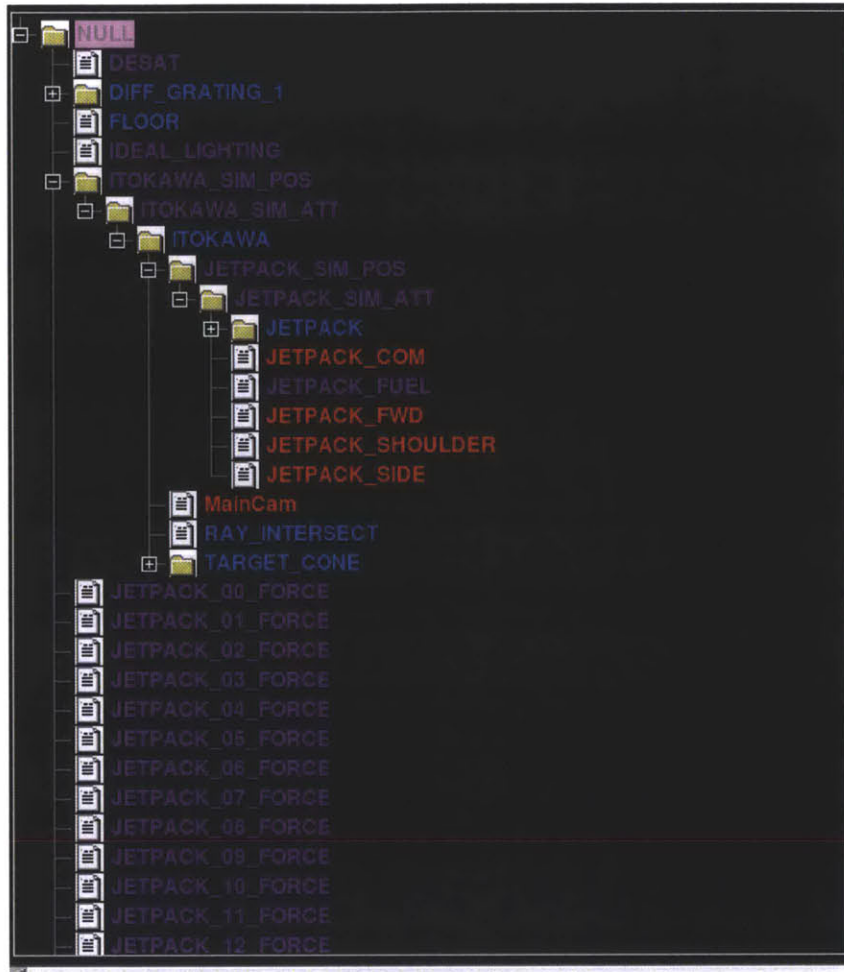 NULL
DESAT
DIFF_GRATING_1
FLOOR
IDEAL_LIGHTING
ITOKAWA_SIM_POS
ITOKAWA_SIM_ATT
ITOKAWA
JETPACK_SIM_POS
JETPACK_SIM_ATT
JETPACK
JETPACK_COM
JETPACK_FUEL
JETPACK_FWD
JETPACK_SHOULDER
JETPACK_SIDE
MainCam
RAY_INTERSECT
TARGET_CONE
JETPACK_00_FORCE
JETPACK_01_FORCE
JETPACK_02_FORCE
JETPACK_03_FORCE
JETPACK_04_FORCE
JETPACK_05_FORCE
JETPACK_06_FORCE
JETPACK_07_FORCE
JETPACK_08_FORCE
JETPACK_09_FORCE
JETPACK_10_FORCE
JETPACK_11_FORCE
JETPACK_12_FORCE